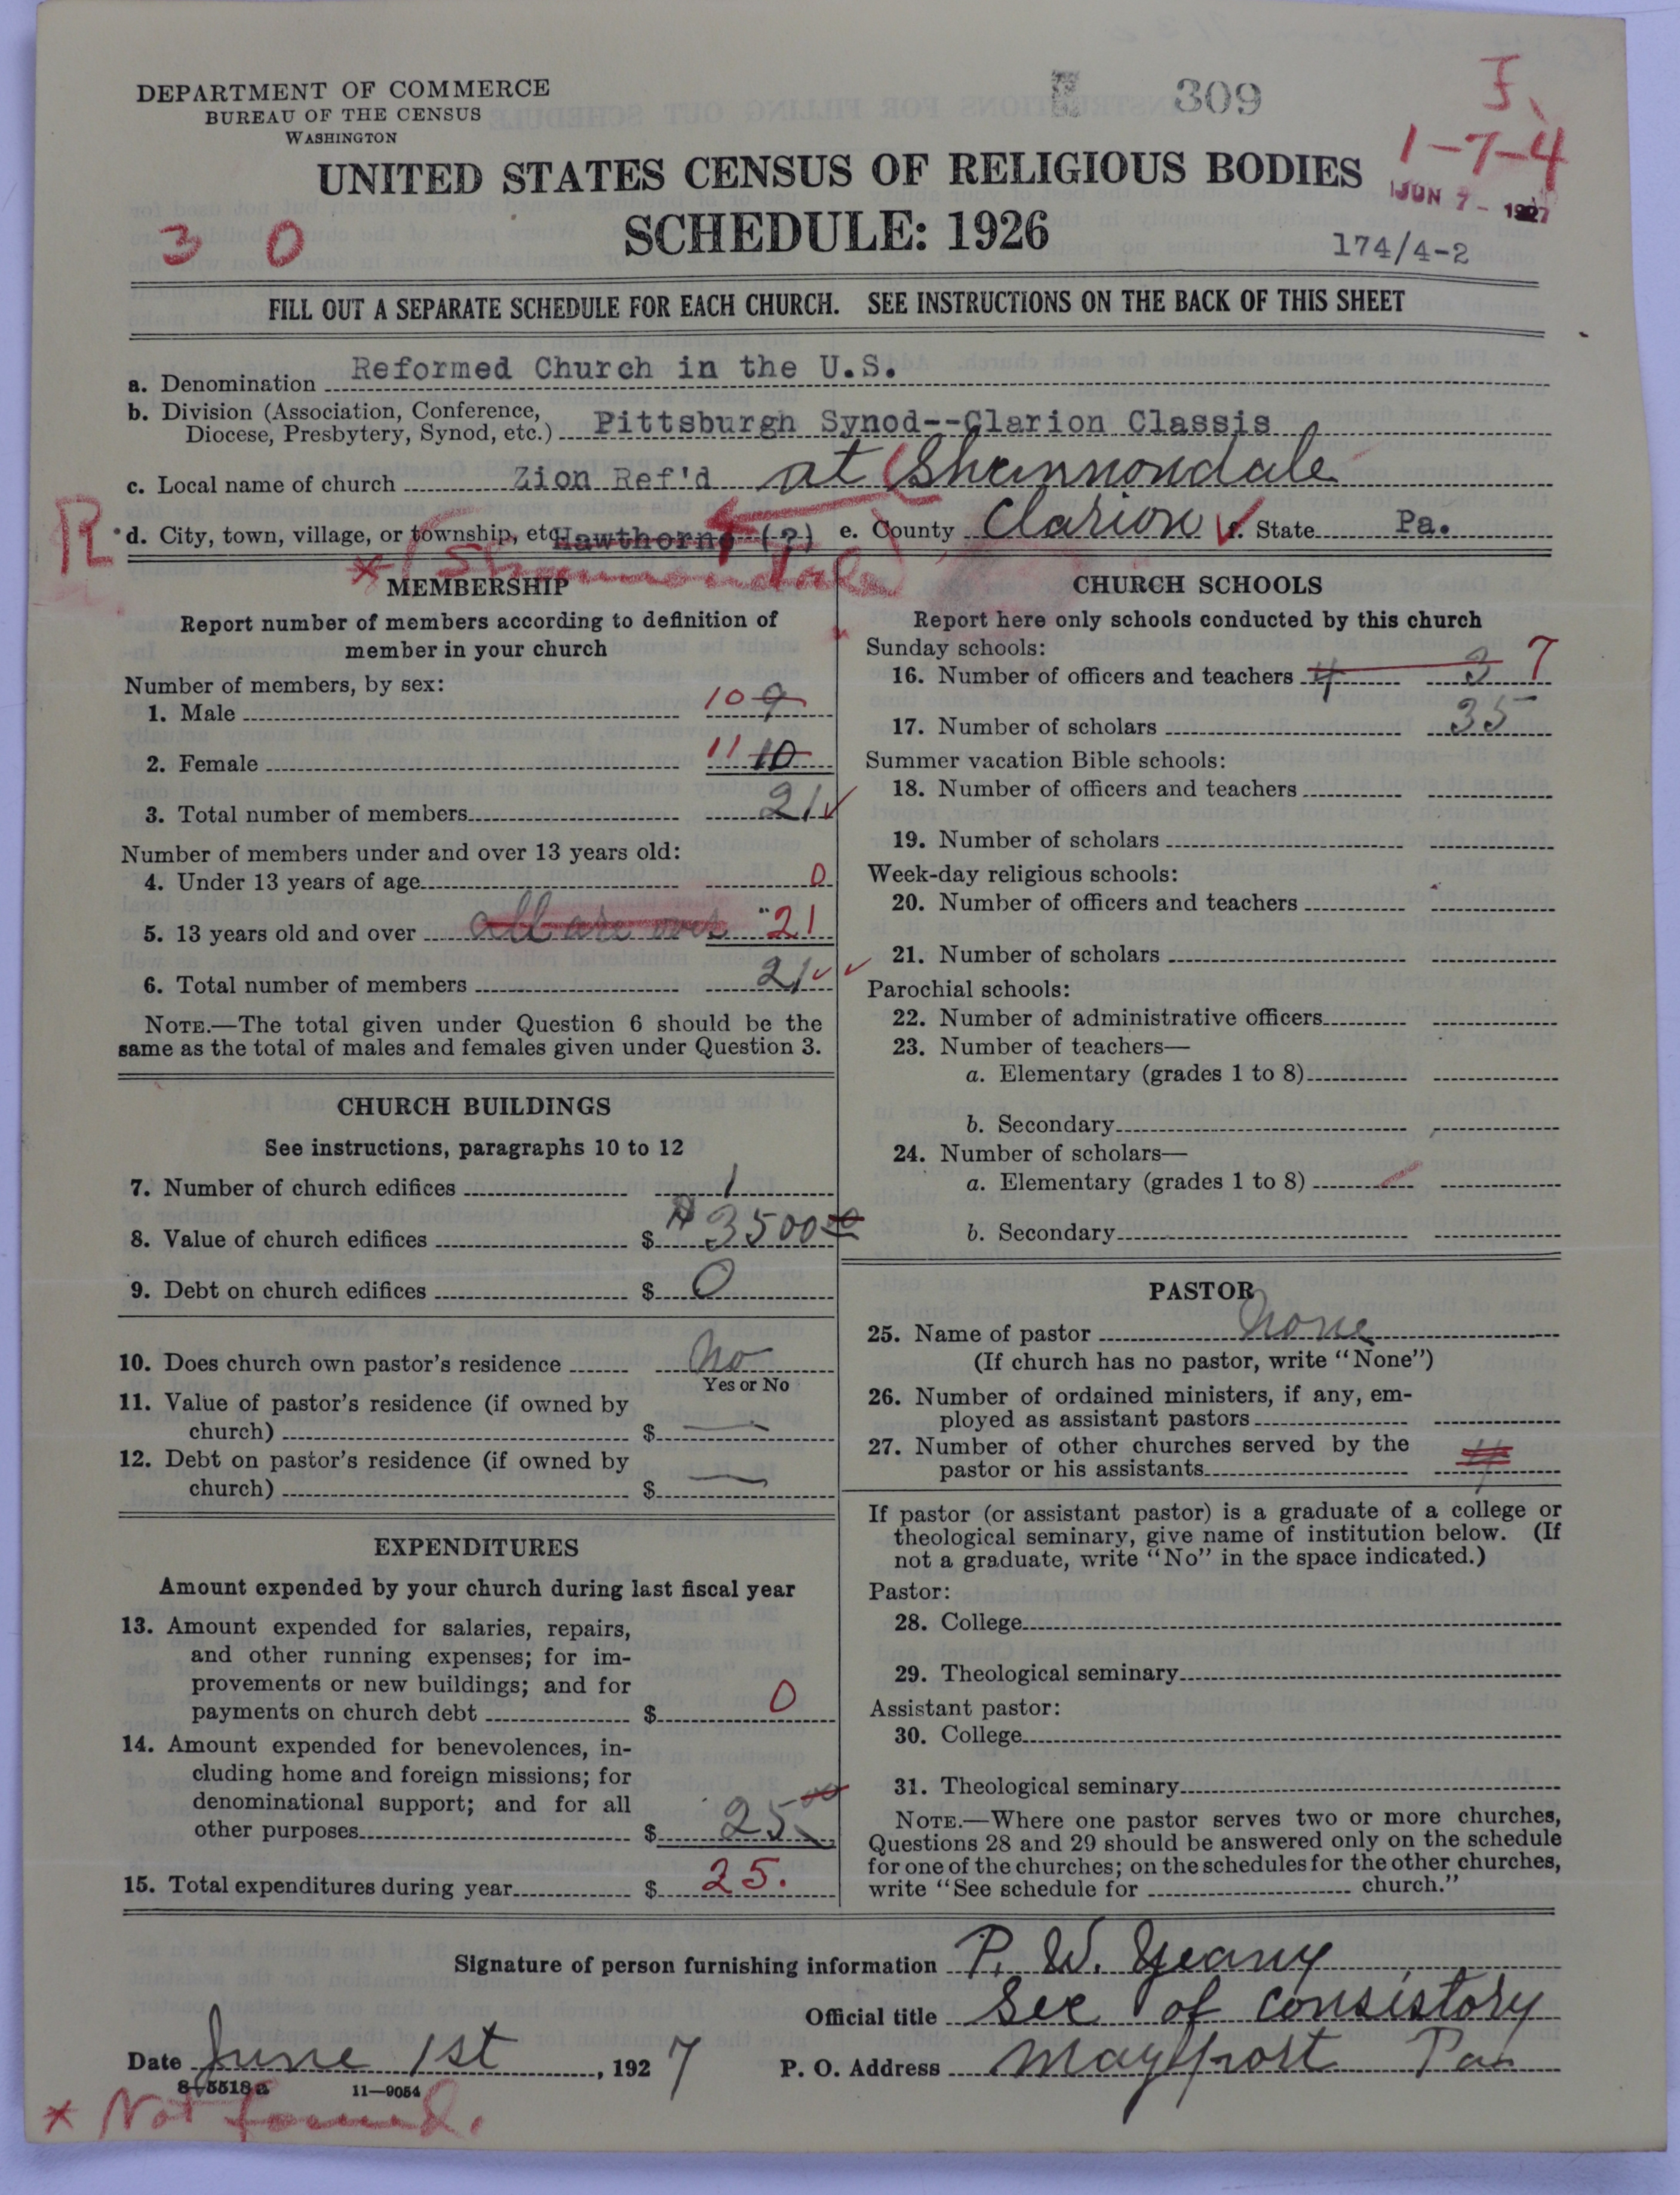 DEPARTMENT OF COMMERCE
BUREAU OF THE CENSUS
WASHINGTON
309
I,
1-7-4
JUN 7 - 1927
UNITED STATES CENSUS OF RELIGIOUS BODIES
SCHEDULE: 1926
3 0
174/4-2
FILL OUT A SEPARATE SCHEDULE FOR EACH CHURCH. SEE INSTRUCTIONS ON THE BACK OF THIS SHEET
a. Denomination Reformed Church in the U.S.
b. Division (Association, Conference, Diocese, Presbytery, Synod, etc.) Pittsburgh Synod--Clarion Classis
c. Local name of church Zion Ref'd at (Shannondale
R d. City, town, village, or township, etc. Hawthorne (?) e. County Clarion f. State Pa.
* (Shannondale)
MEMBERSHIP
Report number of members according to definition of
member in your church
Number of members, by sex:
1. Male 10 9
2. Female 11 10
3. Total number of members 21
Number of members under and over 13 years old:
4. Under 13 years of age 0
5. 13 years old and over all are over " 21
6. Total number of members 21
NOTE.—The total given under Question 6 should be the
same as the total of males and females given under Question 3.
CHURCH BUILDINGS
See instructions, paragraphs 10 to 12
7. Number of church edifices 1
8. Value of church edifices $ 3500 00
9. Debt on church edifices $ 0
10. Does church own pastor's residence No
Yes or No
11. Value of pastor's residence (if owned by
church) $ —
12. Debt on pastor's residence (if owned by
church) $ —
EXPENDITURES
Amount expended by your church during last fiscal year
13. Amount expended for salaries, repairs,
and other running expenses; for im-
provements or new buildings; and for
payments on church debt $ 0
14. Amount expended for benevolences, in-
cluding home and foreign missions; for
denominational support; and for all
other purposes $ 25 00
15. Total expenditures during year $ 25.
CHURCH SCHOOLS
Report here only schools conducted by this church
Sunday schools:
16. Number of officers and teachers 4 3 7
17. Number of scholars 35
Summer vacation Bible schools:
18. Number of officers and teachers
19. Number of scholars
Week-day religious schools:
20. Number of officers and teachers
21. Number of scholars
Parochial schools:
22. Number of administrative officers
23. Number of teachers—
a. Elementary (grades 1 to 8)
b. Secondary
24. Number of scholars—
a. Elementary (grades 1 to 8)
b. Secondary
PASTOR
25. Name of pastor None
(If church has no pastor, write "None")
26. Number of ordained ministers, if any, em-
ployed as assistant pastors
27. Number of other churches served by the
pastor or his assistants 4
If pastor (or assistant pastor) is a graduate of a college or
theological seminary, give name of institution below. (If
not a graduate, write "No" in the space indicated.)
Pastor:
28. College
29. Theological seminary
Assistant pastor:
30. College
31. Theological seminary
NOTE.—Where one pastor serves two or more churches,
Questions 28 and 29 should be answered only on the schedule
for one of the churches; on the schedules for the other churches,
write "See schedule for church."
Signature of person furnishing information P. W. Yeany
Official title Sec of consistory
Date June 1st, 1927 P. O. Address Mayport Pa
8-5518a 11—9054
* Not found.